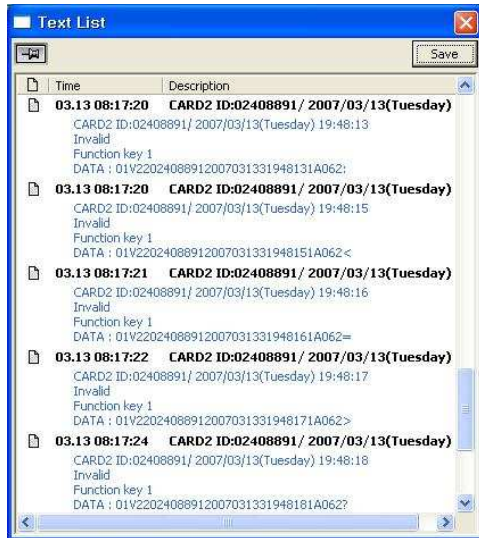 Text List
Save
Time Description
03.13 08:17:20 CARD2 ID:02408891/ 2007/03/13(Tuesday)
CARD2 ID:02408891/ 2007/03/13(Tuesday) 19:48:13
Invalid
Function key 1
DATA : 01V220240889120070313319481​31A062:
03.13 08:17:20 CARD2 ID:02408891/ 2007/03/13(Tuesday)
CARD2 ID:02408891/ 2007/03/13(Tuesday) 19:48:15
Invalid
Function key 1
DATA : 01V22024088912007031331948151A062<
03.13 08:17:21 CARD2 ID:02408891/ 2007/03/13(Tuesday)
CARD2 ID:02408891/ 2007/03/13(Tuesday) 19:48:16
Invalid
Function key 1
DATA : 01V22024088912007031331948161A062=
03.13 08:17:22 CARD2 ID:02408891/ 2007/03/13(Tuesday)
CARD2 ID:02408891/ 2007/03/13(Tuesday) 19:48:17
Invalid
Function key 1
DATA : 01V22024088912007031331948171A062>
03.13 08:17:24 CARD2 ID:02408891/ 2007/03/13(Tuesday)
CARD2 ID:02408891/ 2007/03/13(Tuesday) 19:48:18
Invalid
Function key 1
DATA : 01V22024088912007031331948181A062?